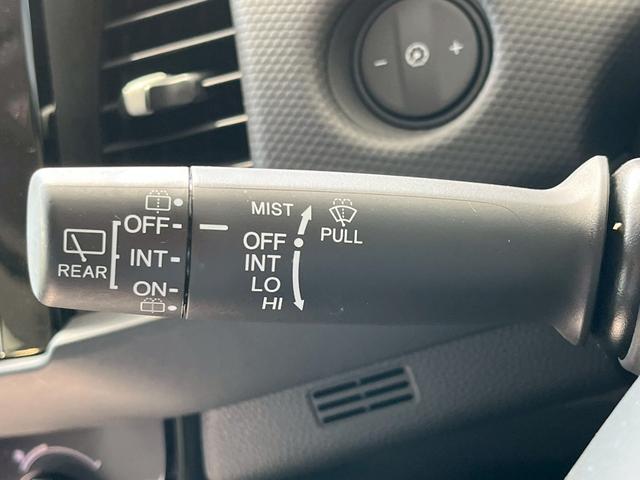 REAR
OFF
INT
ON
MIST
OFF
INT
LO
HI
PULL
− +